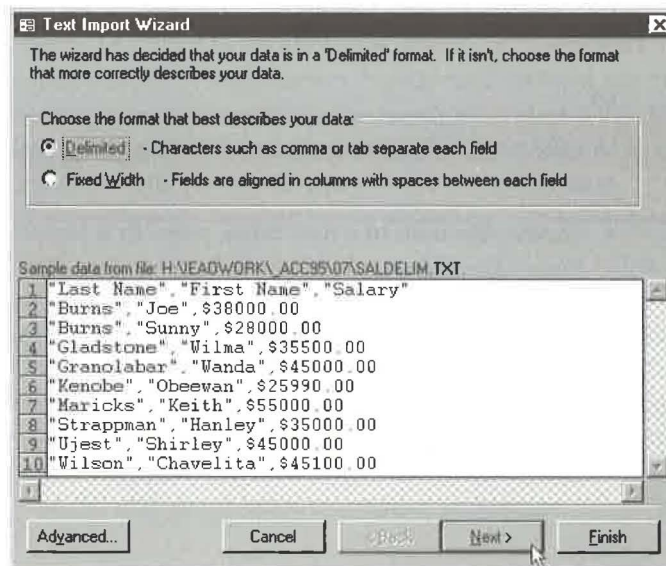 Text Import Wizard
The wizard has decided that your data is in a 'Delimited' format. If it isn't, choose the format
that more correctly describes your data.
Choose the format that best describes your data:
Delimited - Characters such as comma or tab separate each field
Fixed Width - Fields are aligned in columns with spaces between each field
Sample data from file: H:\JEADWORK\_ACC95\07\SALDELIM.TXT
1 "Last Name","First Name","Salary"
2 "Burns","Joe",$38000.00
3 "Burns","Sunny",$28000.00
4 "Gladstone","Wilma",$35500.00
5 "Granolabar","Wanda",$45000.00
6 "Kenobe","Obeewan",$25990.00
7 "Maricks","Keith",$55000.00
8 "Strappman","Hanley",$35000.00
9 "Ujest","Shirley",$45000.00
10 "Wilson","Chavelita",$45100.00
Advanced... Cancel < Back Next > Finish